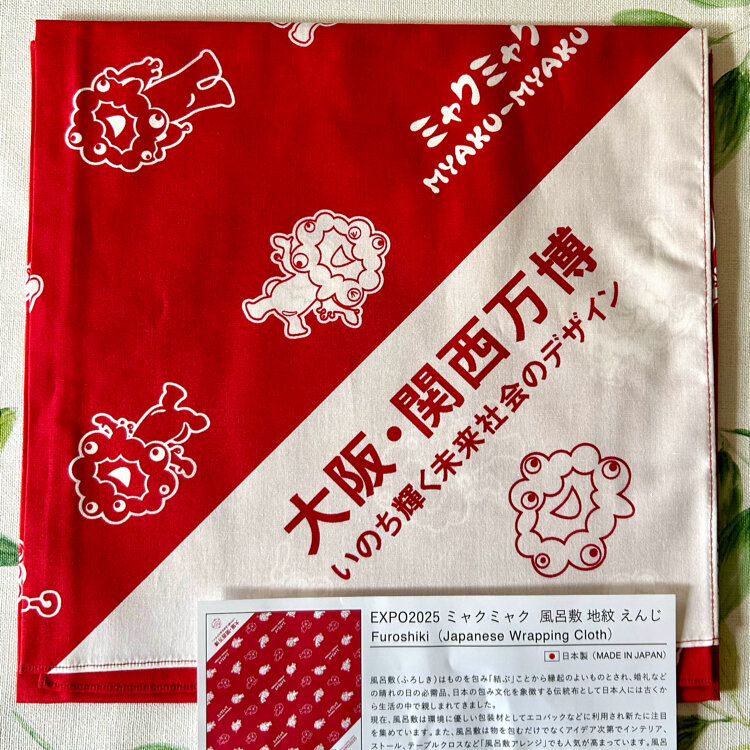 ミャクミャク
MYAKU-MYAKU
大阪・関西万博
いのち輝く未来社会のデザイン
EXPO2025 ミャクミャク 風呂敷 地紋 えんじ
Furoshiki（Japanese Wrapping Cloth）
日本製（MADE IN JAPAN）
風呂敷(ふろしき)はものを包み「結ぶ」ことから縁起のよいものとされ、婚礼など
の晴れの日の必需品、日本の包み文化を象徴する伝統布として日本人には古くか
ら生活の中で親しまれてきました。
現在、風呂敷は環境に優しい包装材としてエコバックなどに利用され新たに注目
を集めています。また、風呂敷は物を包むだけでなくアイデア次第でインテリア、
ストール、テーブルクロスなど「風呂敷アレンジ」でも人気が高まっています。風呂